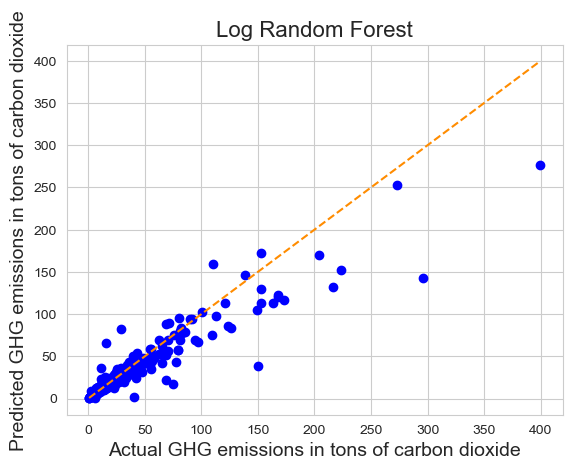 Log Random Forest
Predicted GHG emissions in tons of carbon dioxide
400
350
300
250
200
150
100
50
0
0 50 100 150 200 250 300 350 400
Actual GHG emissions in tons of carbon dioxide